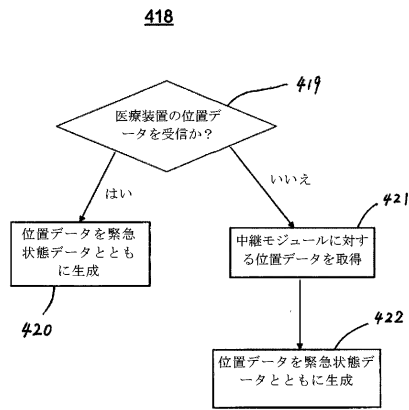 418
医療装置の位置デ
ータを受信か？
419
はい
いいえ
位置データを緊急
状態データととも
に生成
420
中継モジュールに対す
る位置データを取得
421
位置データを緊急状態デ
ータとともに生成
422